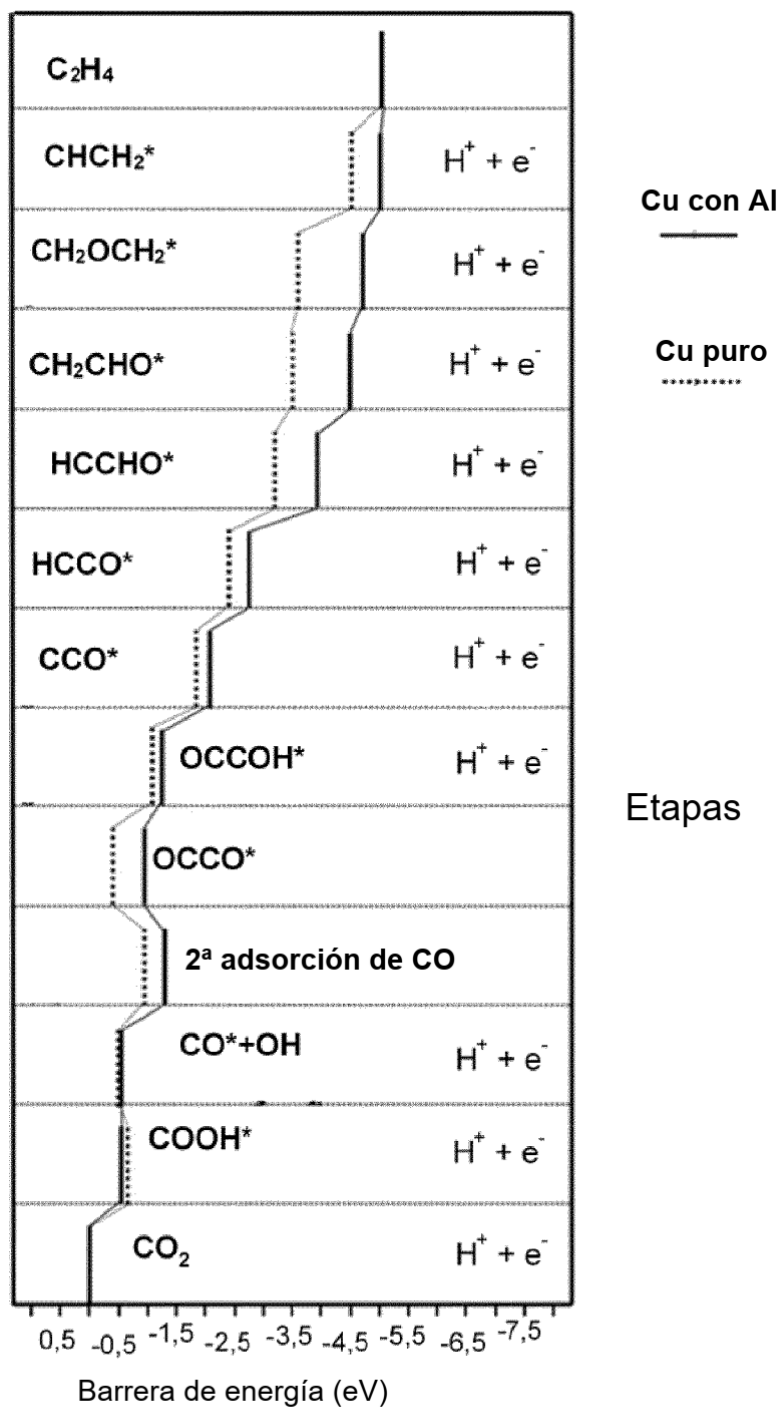 C₂H₄
CHCH₂* H⁺ + e⁻
Cu con Al
CH₂OCH₂* H⁺ + e⁻
Cu puro
CH₂CHO* H⁺ + e⁻
HCCHO* H⁺ + e⁻
HCCO* H⁺ + e⁻
CCO* H⁺ + e⁻
OCCOH* H⁺ + e⁻
Etapas
OCCO*
2ª adsorción de CO
CO*+OH H⁺ + e⁻
COOH* H⁺ + e⁻
CO₂ H⁺ + e⁻
0,5 -0,5 -1,5 -2,5 -3,5 -4,5 -5,5 -6,5 -7,5
Barrera de energía (eV)